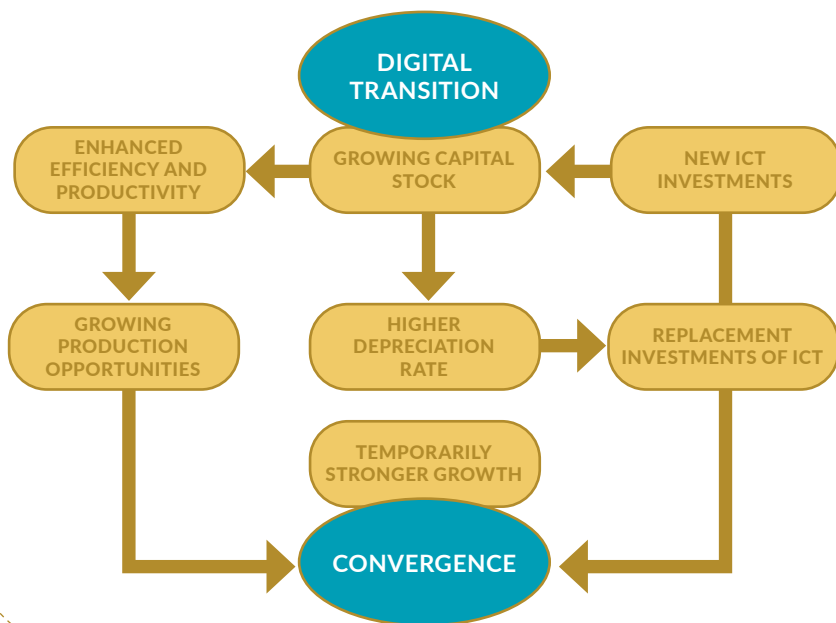 DIGITAL
TRANSITION
ENHANCED
EFFICIENCY AND
PRODUCTIVITY
GROWING CAPITAL
STOCK
NEW ICT
INVESTMENTS
GROWING
PRODUCTION
OPPORTUNITIES
HIGHER
DEPRECIATION
RATE
REPLACEMENT
INVESTMENTS OF ICT
TEMPORARILY
STRONGER GROWTH
CONVERGENCE